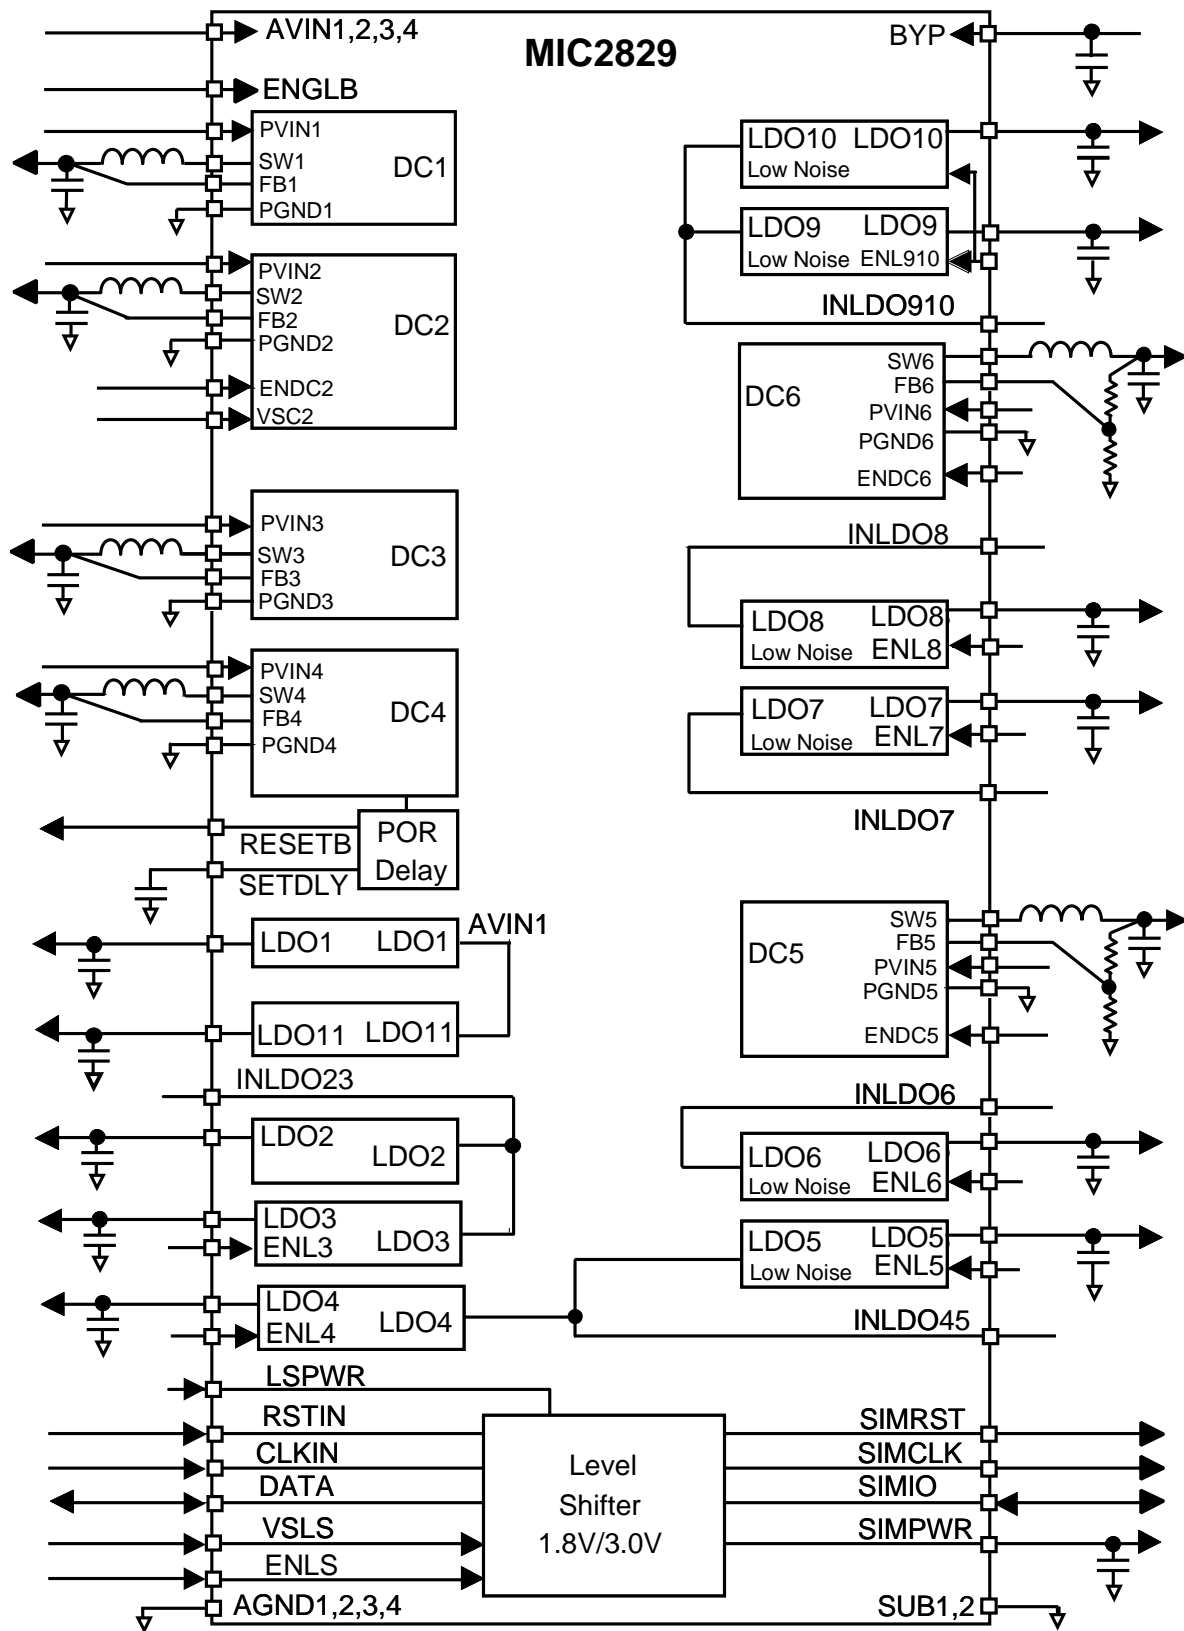 MIC2829
AVIN1,2,3,4
ENGLB
PVIN1
SW1
FB1
PGND1
DC1
PVIN2
SW2
FB2
PGND2
ENDC2
VSC2
DC2
PVIN3
SW3
FB3
PGND3
DC3
PVIN4
SW4
FB4
PGND4
DC4
RESETB
SETDLY
POR
Delay
LDO1 LDO1
AVIN1
LDO11 LDO11
INLDO23
LDO2
LDO2
LDO3
ENL3
LDO3
LDO4
ENL4
LDO4
LSPWR
RSTIN
CLKIN
DATA
VSLS
ENLS
AGND1,2,3,4
Level
Shifter
1.8V/3.0V
BYP
LDO10 LDO10
Low Noise
LDO9 LDO9
Low Noise ENL910
INLDO910
DC6
SW6
FB6
PVIN6
PGND6
ENDC6
INLDO8
LDO8 LDO8
Low Noise ENL8
LDO7 LDO7
Low Noise ENL7
INLDO7
DC5
SW5
FB5
PVIN5
PGND5
ENDC5
INLDO6
LDO6 LDO6
Low Noise ENL6
LDO5 LDO5
Low Noise ENL5
INLDO45
SIMRST
SIMCLK
SIMIO
SIMPWR
SUB1,2